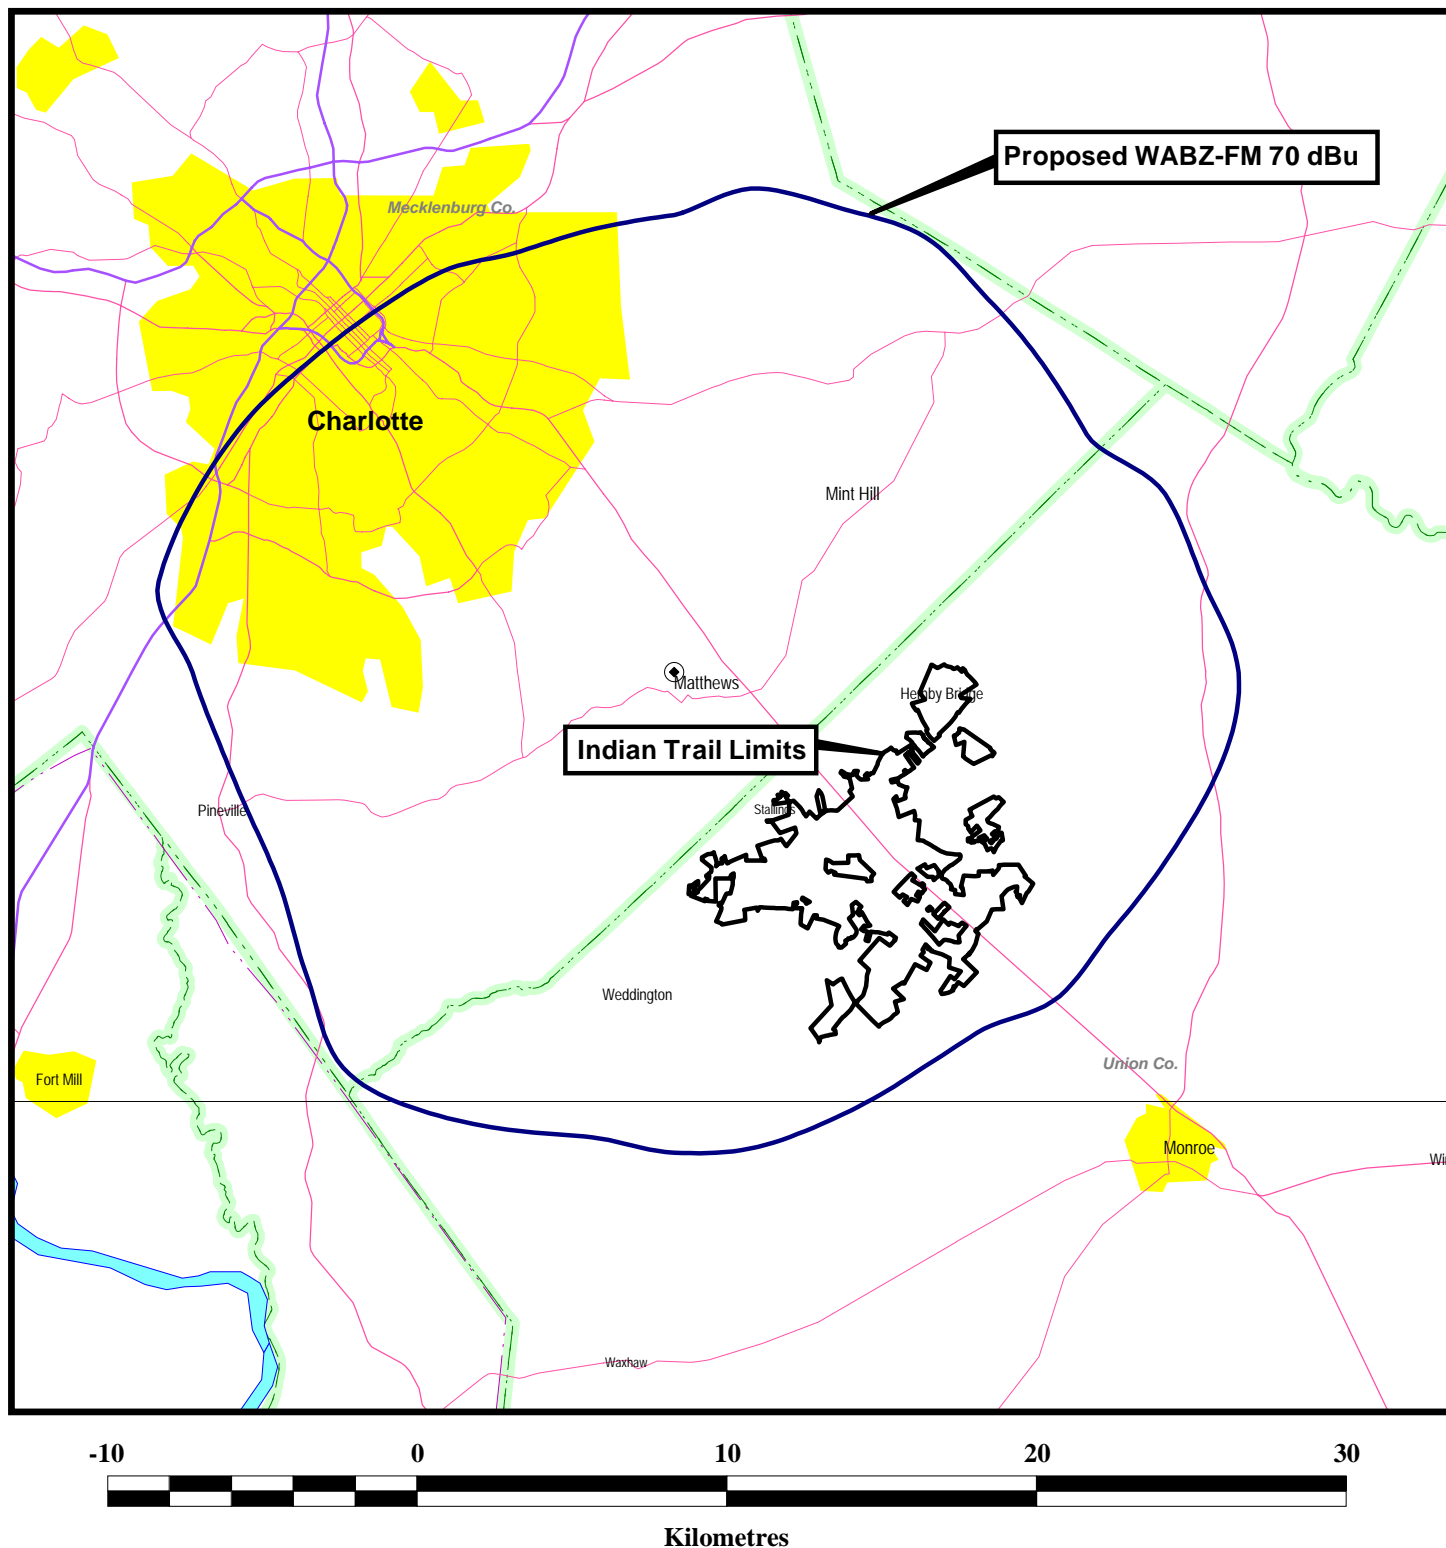 Proposed WABZ-FM 70 dBu
Mecklenburg Co.
Charlotte
Mint Hill
Matthews
Hemby Bridge
Indian Trail Limits
Stallings
Pineville
Weddington
Union Co.
Fort Mill
Monroe
Waxhaw
-10 0 10 20 30
Kilometres